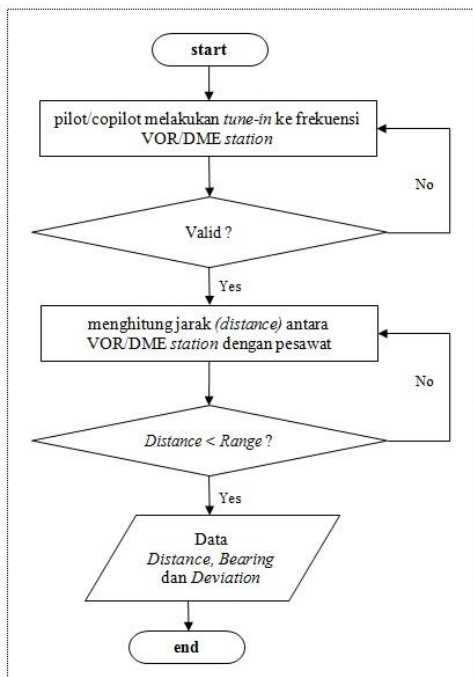 start
pilot/copilot melakukan tune-in ke frekuensi
VOR/DME station
No
Valid ?
Yes
menghitung jarak (distance) antara
VOR/DME station dengan pesawat
No
Distance < Range ?
Yes
Data
Distance, Bearing
dan Deviation
end